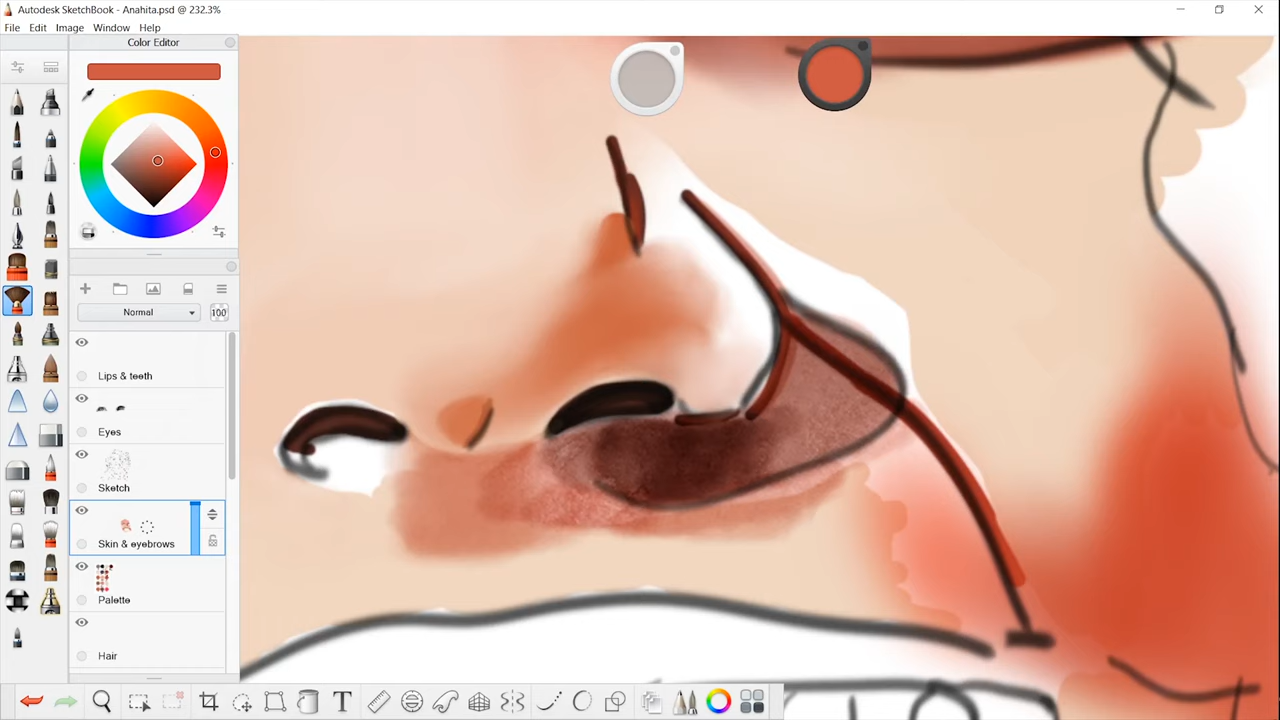 Autodesk SketchBook - Anahita.psd @ 232.3%
File Edit Image Window Help
Color Editor
Normal
100
Lips & teeth
Eyes
Sketch
Skin & eyebrows
Palette
Hair
T